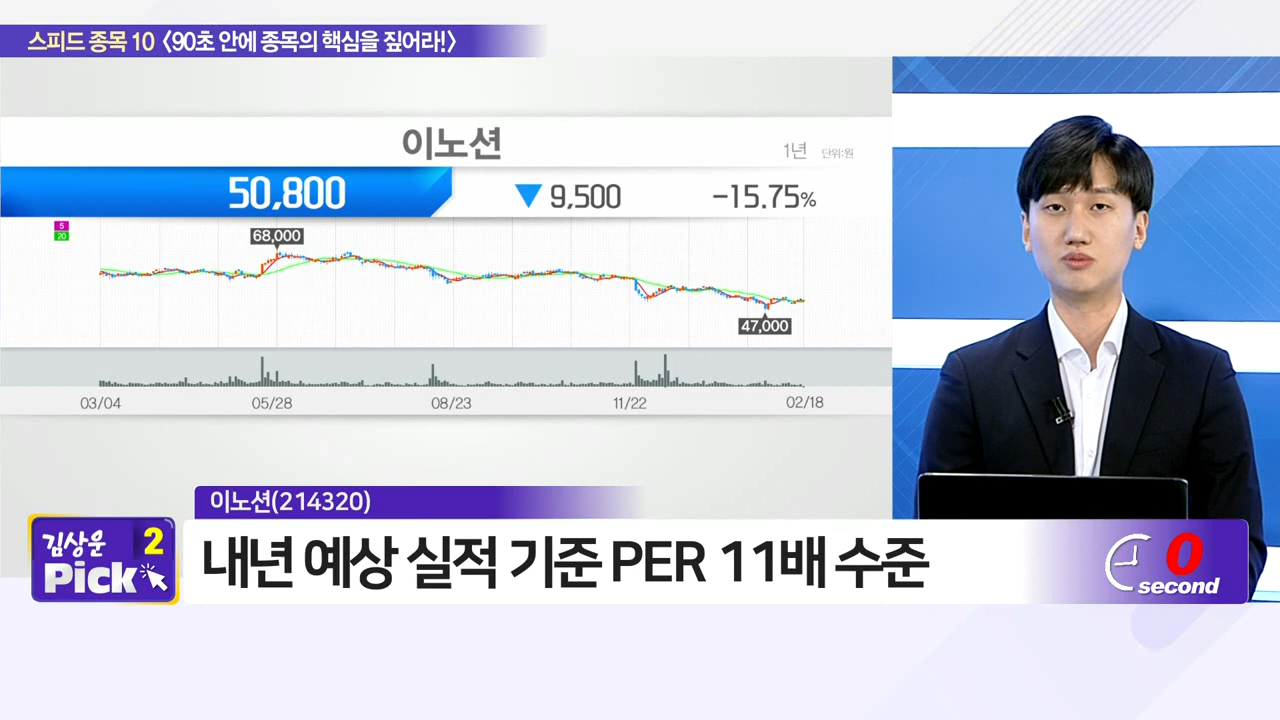 스피드 종목 10 〈90초 안에 종목의 핵심을 짚어라!〉
이노션
1년 단위:원
50,800 ▼ 9,500 -15.75%
5
20
68,000
47,000
03/04 05/28 08/23 11/22 02/18
이노션(214320)
김상운 2
Pick
내년 예상 실적 기준 PER 11배 수준
0
second